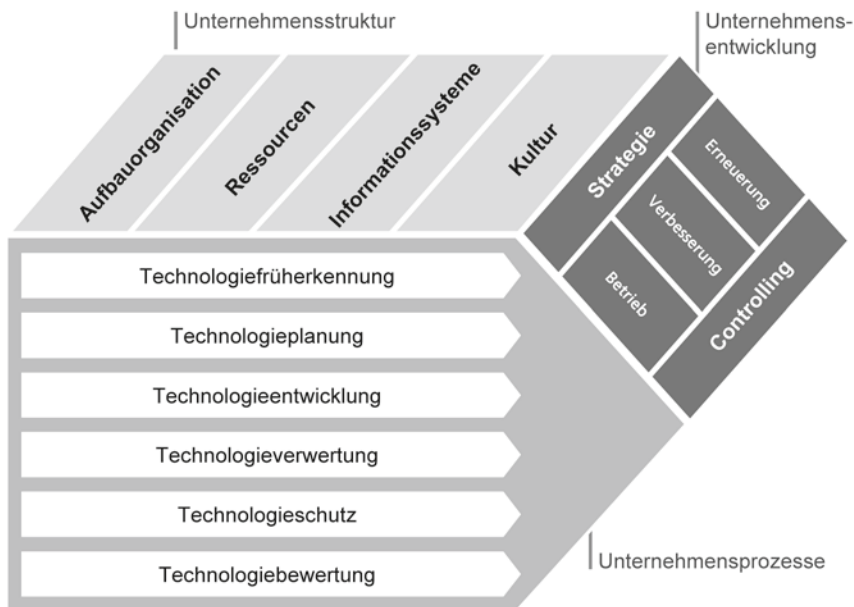 Unternehmensstruktur
Unternehmens-
entwicklung
Aufbauorganisation
Ressourcen
Informationssysteme
Kultur
Strategie
Erneuerung
Verbesserung
Betrieb
Controlling
Technologiefrüherkennung
Technologieplanung
Technologieentwicklung
Technologieverwertung
Technologieschutz
Technologiebewertung
Unternehmensprozesse